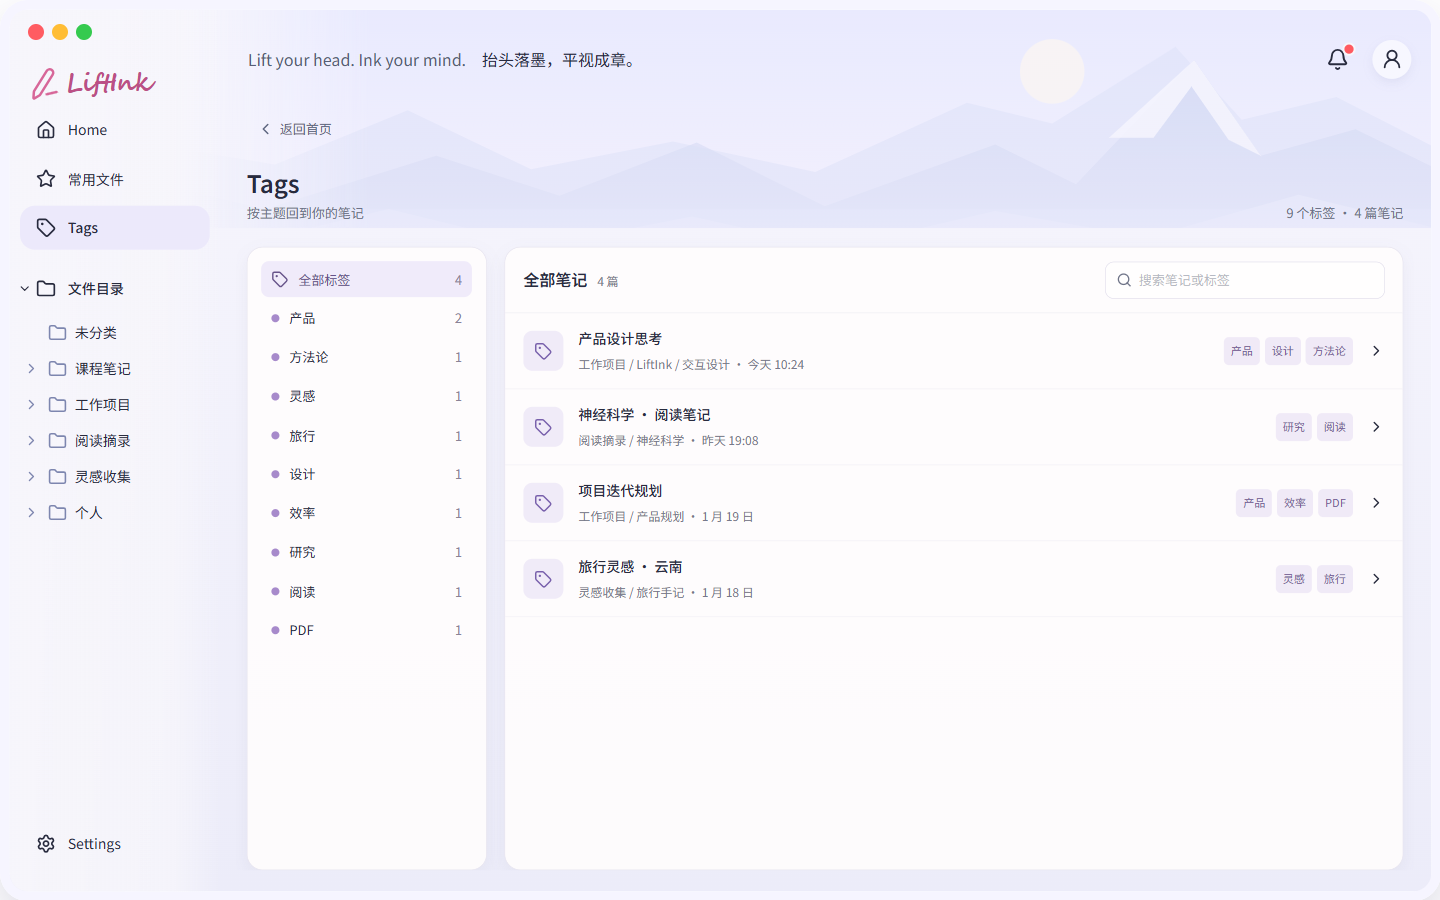 LiftInk
Home
常用文件
Tags
文件目录
未分类
课程笔记
工作项目
阅读摘录
灵感收集
个人
Settings
Lift your head. Ink your mind. 抬头落墨，平视成章。
返回首页
Tags
按主题回到你的笔记
9 个标签 · 4 篇笔记
全部标签 4
产品 2
方法论 1
灵感 1
旅行 1
设计 1
效率 1
研究 1
阅读 1
PDF 1
全部笔记 4 篇
搜索笔记或标签
产品设计思考
工作项目 / LiftInk / 交互设计 · 今天 10:24
产品 设计 方法论
神经科学 · 阅读笔记
阅读摘录 / 神经科学 · 昨天 19:08
研究 阅读
项目迭代规划
工作项目 / 产品规划 · 1 月 19 日
产品 效率 PDF
旅行灵感 · 云南
灵感收集 / 旅行手记 · 1 月 18 日
灵感 旅行